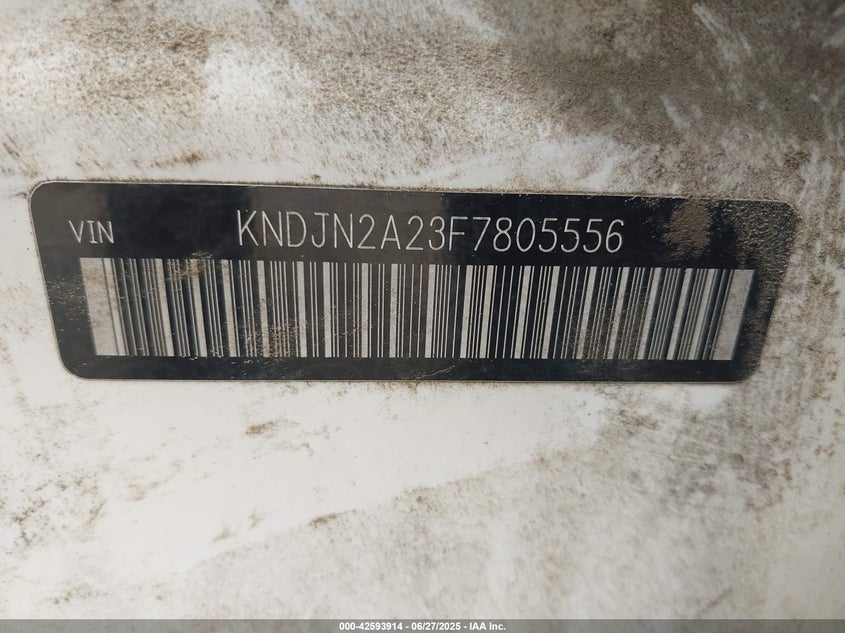 VIN KNDJN2A23F7805556
000-42593914 - 06/27/2025 - IAA Inc.